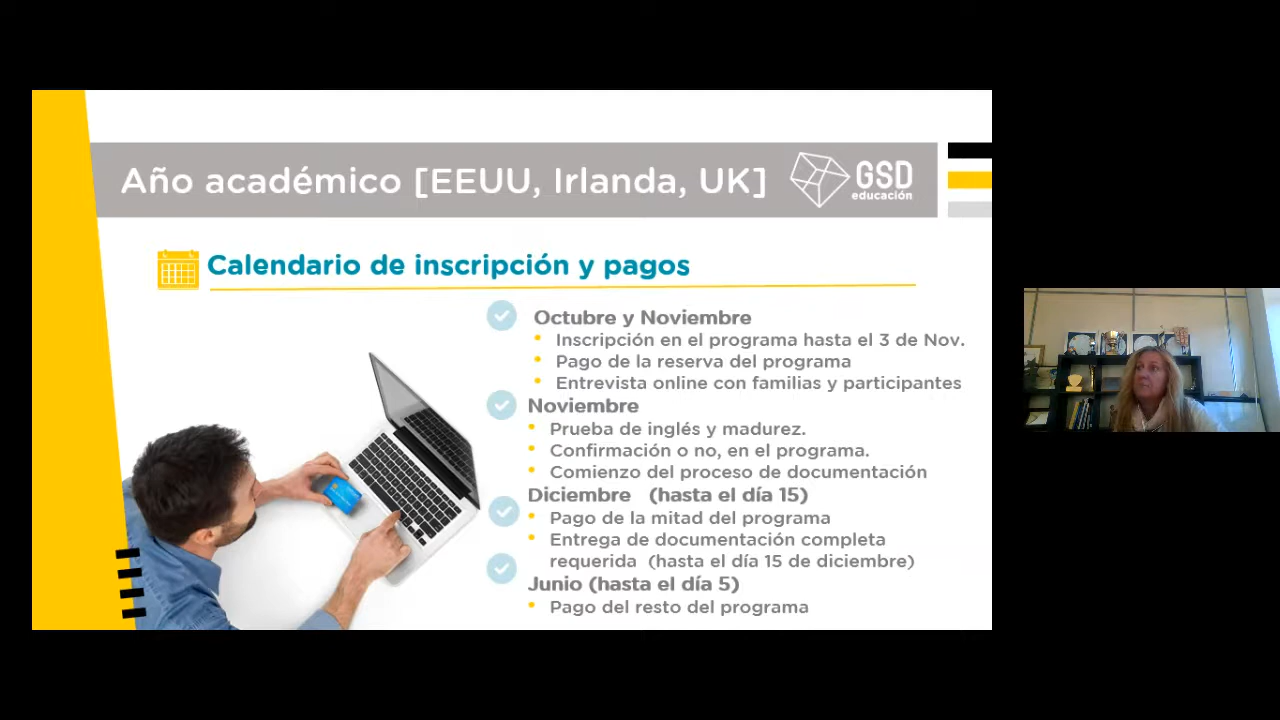 Año académico [EEUU, Irlanda, UK]
GSD
educación
Calendario de inscripción y pagos
Octubre y Noviembre
Inscripción en el programa hasta el 3 de Nov.
Pago de la reserva del programa
Entrevista online con familias y participantes
Noviembre
Prueba de inglés y madurez.
Confirmación o no, en el programa.
Comienzo del proceso de documentación
Diciembre (hasta el día 15)
Pago de la mitad del programa
Entrega de documentación completa
requerida (hasta el día 15 de diciembre)
Junio (hasta el día 5)
Pago del resto del programa